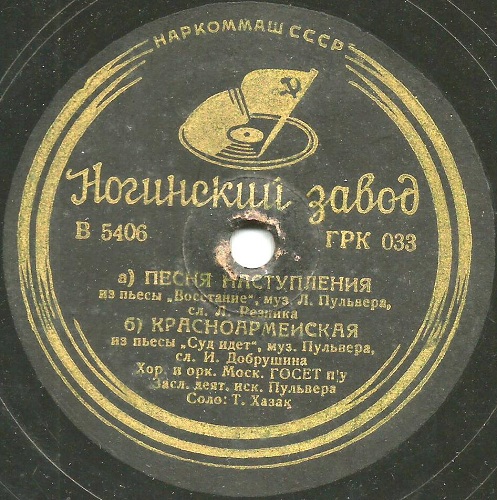 НАРКОММАШ СССР
Ногинский завод
В 5406 ГРК 033
а) ПЕСНЯ НАСТУПЛЕНИЯ
из пьесы „Восстание", муз. Л. Пульвера,
сл. Л. Резника
б) КРАСНОАРМЕЙСКАЯ
из пьесы „Суд идет", муз. Пульвера,
сл. И. Добрушина
Хор. и орк. Моск. ГОСЕТ п/у
Засл. деят. иск. Пульвера
Соло: Т. Хазак